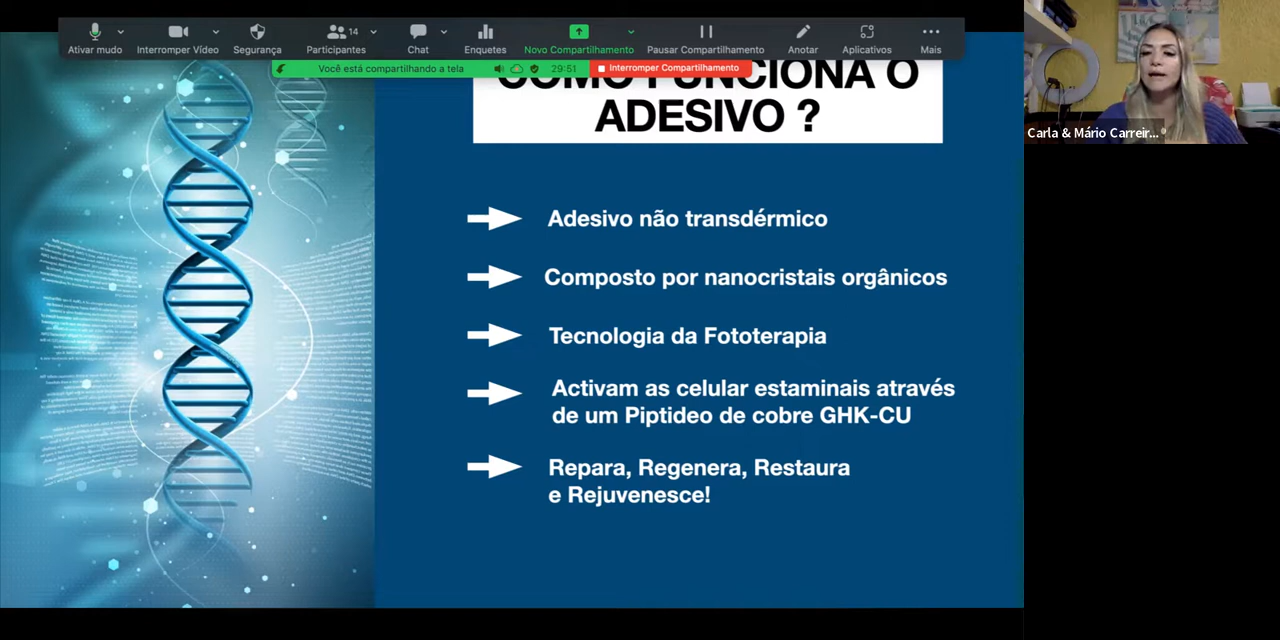 Ativar mudo
Interromper Vídeo
Segurança
14
Participantes
Chat
Enquetes
Novo Compartilhamento
Pausar Compartilhamento
Anotar
Aplicativos
Mais
Você está compartilhando a tela
29:51
Interromper Compartilhamento
COMO FUNCIONA O
ADESIVO ?
Adesivo não transdérmico
Composto por nanocristais orgânicos
Tecnologia da Fototerapia
Activam as celular estaminais através
de um Piptideo de cobre GHK-CU
Repara, Regenera, Restaura
e Rejuvenesce!
Carla & Mário Carreir...